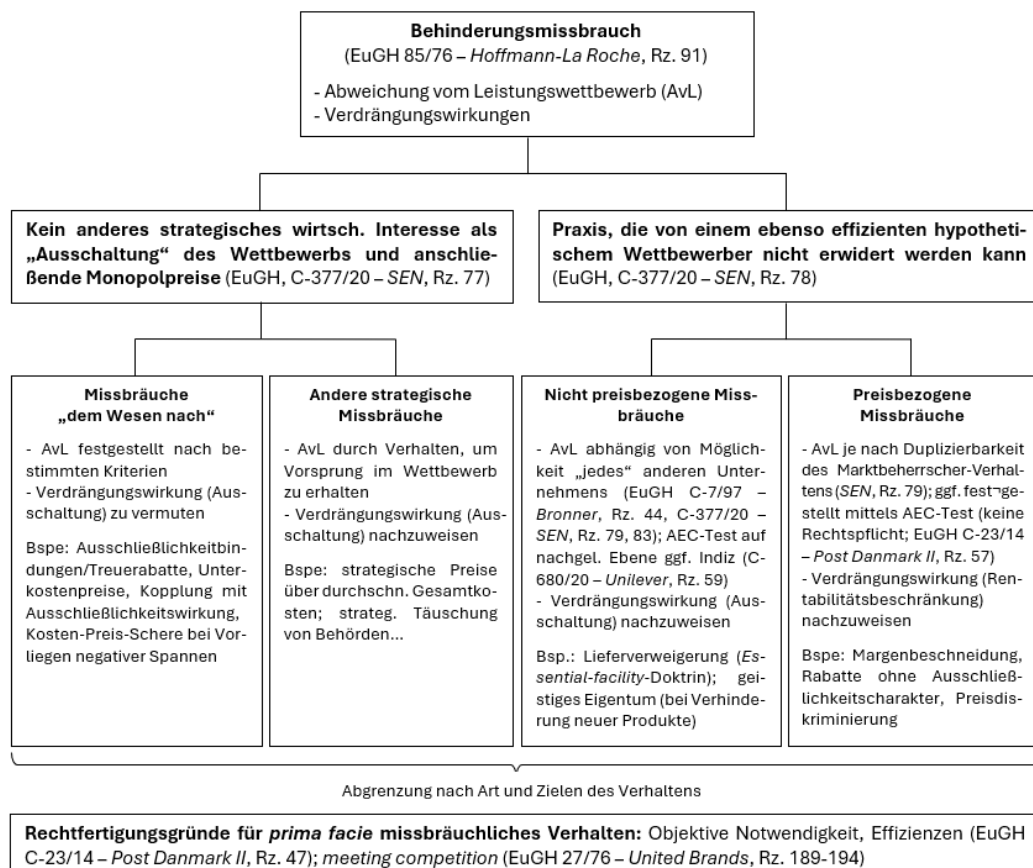 Behinderungsmissbrauch
(EuGH 85/76 – Hoffmann-La Roche, Rz. 91)
- Abweichung vom Leistungswettbewerb (AvL)
- Verdrängungswirkungen
Kein anderes strategisches wirtsch. Interesse als
„Ausschaltung“ des Wettbewerbs und anschlie-
ßende Monopolpreise (EuGH, C-377/20 – SEN, Rz. 77)
Praxis, die von einem ebenso effizienten hypotheti-
schem Wettbewerber nicht erwidert werden kann
(EuGH, C-377/20 – SEN, Rz. 78)
Missbräuche
„dem Wesen nach“
- AvL festgestellt nach be-
stimmten Kriterien
- Verdrängungswirkung (Aus-
schaltung) zu vermuten
Bspe: Ausschließlichkeitbin-
dungen/Treuerabatte, Unter-
kostenpreise, Kopplung mit
Ausschließlichkeitswirkung,
Kosten-Preis-Schere bei Vor-
liegen negativer Spannen
Andere strategische
Missbräuche
- AvL durch Verhalten, um
Vorsprung im Wettbewerb
zu erhalten
- Verdrängungswirkung (Aus-
schaltung) nachzuweisen
Bspe: strategische Preise
über durchschn. Gesamtkos-
ten; strateg. Täuschung
von Behörden...
Nicht preisbezogene Miss-
bräuche
- AvL abhängig von Möglich-
keit „jedes“ anderen Unter-
nehmens (EuGH C-7/97 –
Bronner, Rz. 44, C-377/20 –
SEN, Rz. 79, 83); AEC-Test auf
nachgel. Ebene ggf. Indiz (C-
680/20 – Unilever, Rz. 59)
- Verdrängungswirkung (Aus-
schaltung) nachzuweisen
Bsp.: Lieferverweigerung (Es-
sential-facility-Doktrin); gei-
stiges Eigentum (bei Verhinde-
rung neuer Produkte)
Preisbezogene
Missbräuche
- AvL je nach Duplizierbarkeit
des Marktbeherrscher-Verhal-
tens (SEN, Rz. 79); ggf. fest¬ge-
stellt mittels AEC-Test (keine
Rechtspflicht; EuGH C-23/14
– Post Danmark II, Rz. 57)
- Verdrängungswirkung (Ren-
tabilitätsbeschränkung)
nachzuweisen
Bspe: Margenbeschneidung,
Rabatte ohne Ausschließ-
lichkeitscharakter, Preisdis-
kriminierung
Abgrenzung nach Art und Zielen des Verhaltens
Rechtfertigungsgründe für prima facie missbräuchliches Verhalten: Objektive Notwendigkeit, Effizienzen (EuGH
C-23/14 – Post Danmark II, Rz. 47); meeting competition (EuGH 27/76 – United Brands, Rz. 189-194)